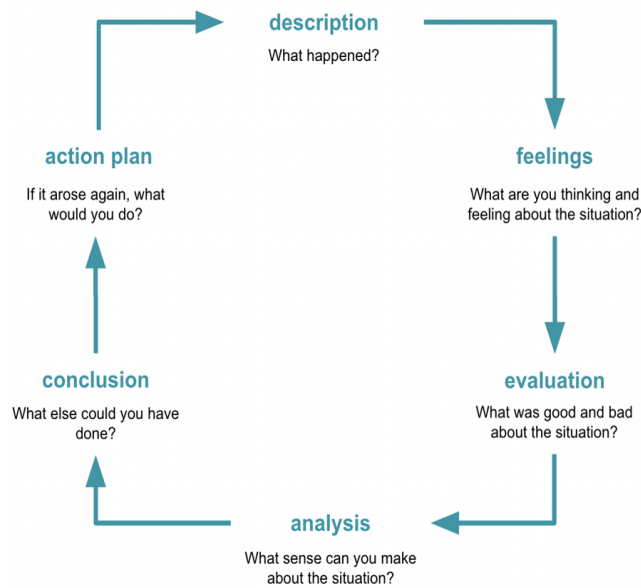 description
What happened?
feelings
What are you thinking and
feeling about the situation?
evaluation
What was good and bad
about the situation?
analysis
What sense can you make
about the situation?
conclusion
What else could you have
done?
action plan
If it arose again, what
would you do?